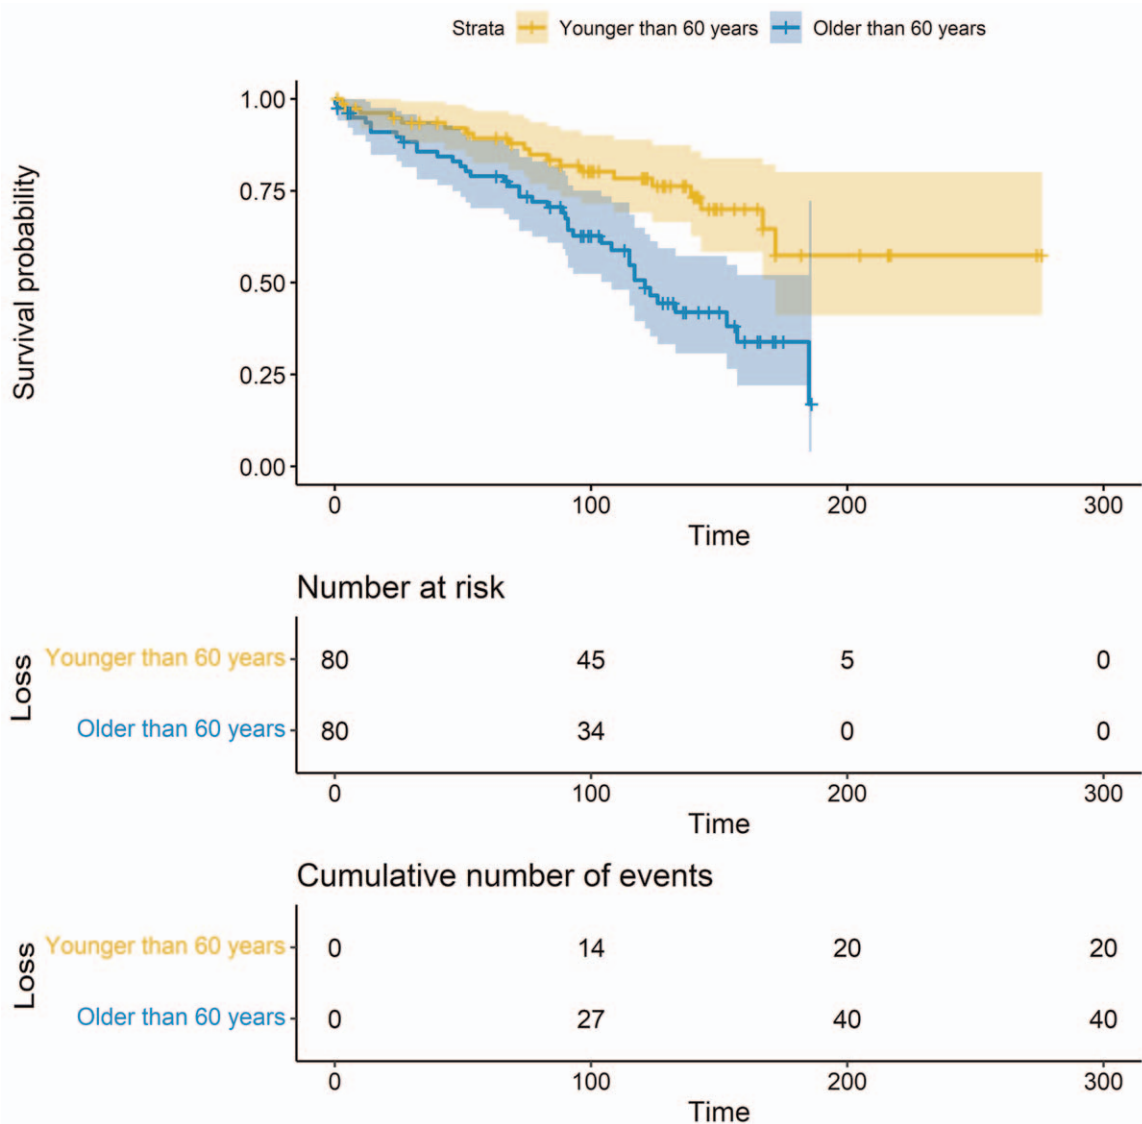 Strata Younger than 60 years Older than 60 years
Survival probability
1.00
0.75
0.50
0.25
0.00
0 100 200 300
Time
Number at risk
Loss
Younger than 60 years 80 45 5 0
Older than 60 years 80 34 0 0
0 100 200 300
Time
Cumulative number of events
Loss
Younger than 60 years 0 14 20 20
Older than 60 years 0 27 40 40
0 100 200 300
Time